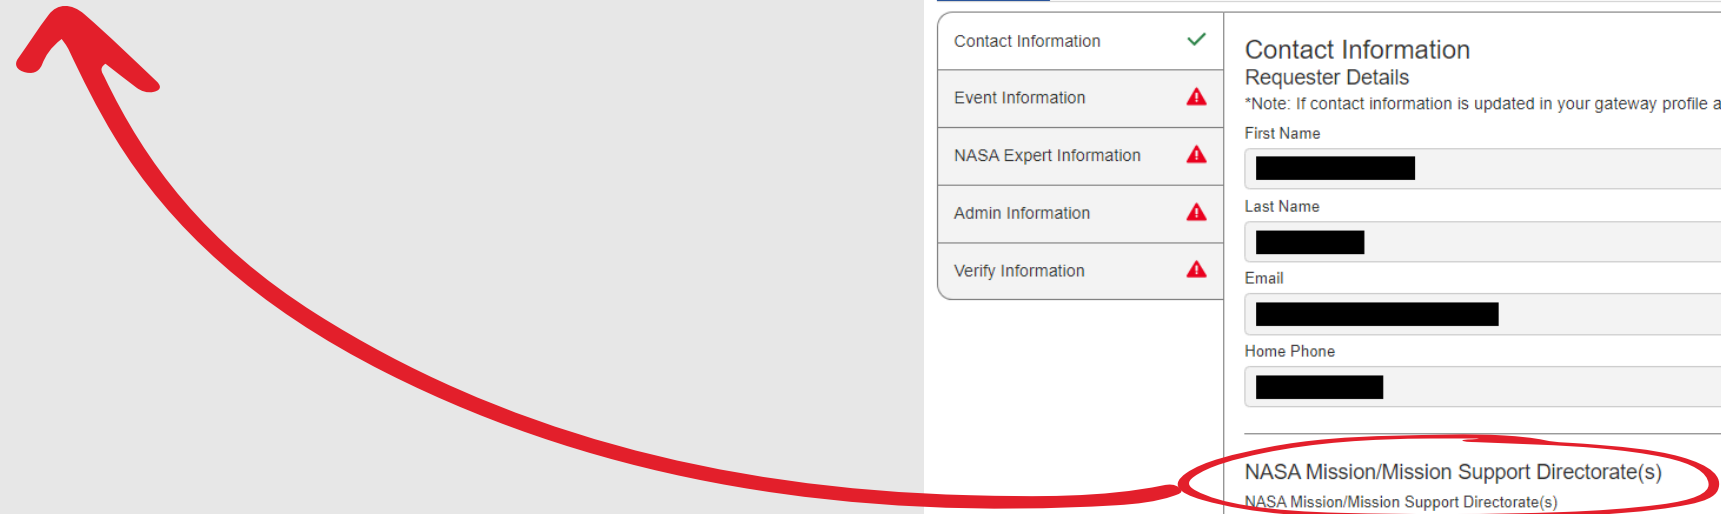 Contact Information
Event Information
NASA Expert Information
Admin Information
Verify Information
Contact Information
Requester Details
*Note: If contact information is updated in your gateway profile a
First Name
Last Name
Email
Home Phone
NASA Mission/Mission Support Directorate(s)
NASA Mission/Mission Support Directorate(s)